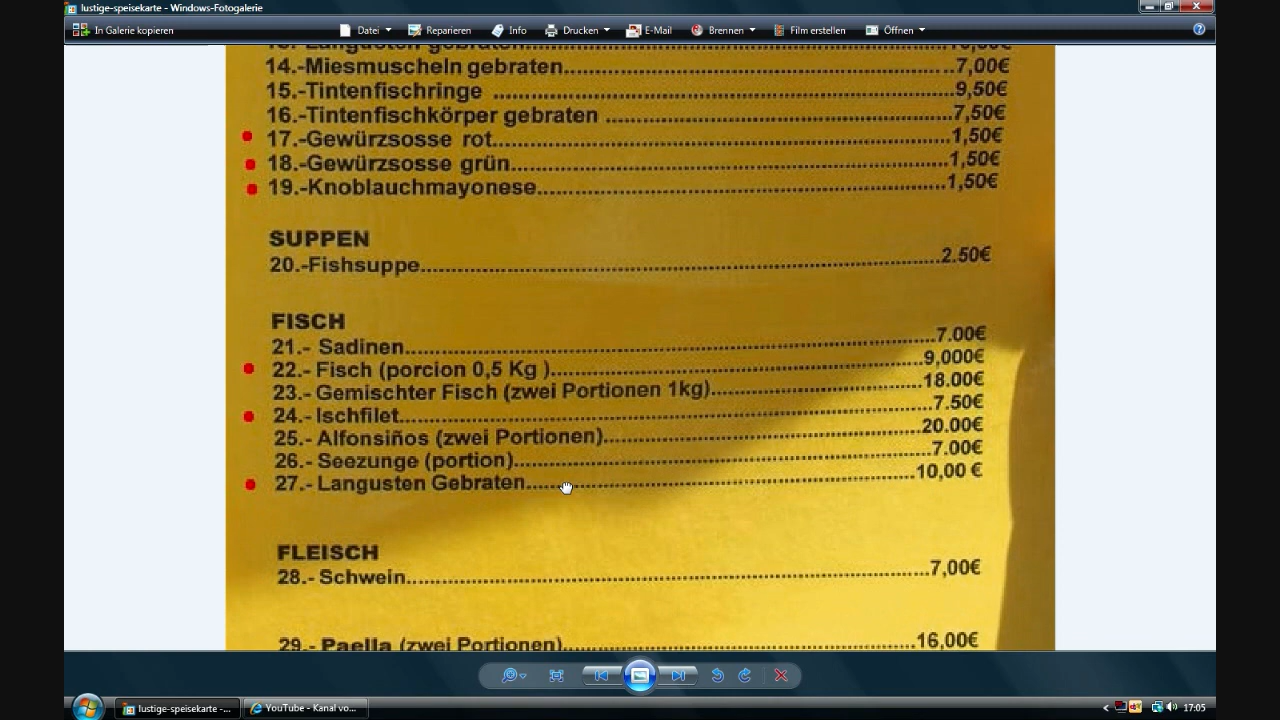 lustige-speisekarte - Windows-Fotogalerie
In Galerie kopieren Datei Reparieren Info Drucken E-Mail Brennen Film erstellen Öffnen
13.-Langusten gebraten
14.-Miesmuscheln gebraten..........7,00€
15.-Tintenfischringe ..........9,50€
16.-Tintenfischkörper gebraten ..........7,50€
17.-Gewürzsosse rot..........1,50€
18.-Gewürzsosse grün..........1,50€
19.-Knoblauchmayonese..........1,50€
SUPPEN
20.-Fishsuppe..........2.50€
FISCH
21.- Sadinen..........7.00€
22.- Fisch (porcion 0,5 Kg )..........9,000€
23.- Gemischter Fisch (zwei Portionen 1kg)..........18.00€
24.- Ischfilet..........7.50€
25.- Alfonsiños (zwei Portionen)..........20.00€
26.- Seezunge (portion)..........7.00€
27.- Langusten Gebraten..........10,00 €
FLEISCH
28.- Schwein..........7,00€
29.- Paella (zwei Portionen)..........16,00€
lustige-speisekarte -... YouTube - Kanal vo... 17:05